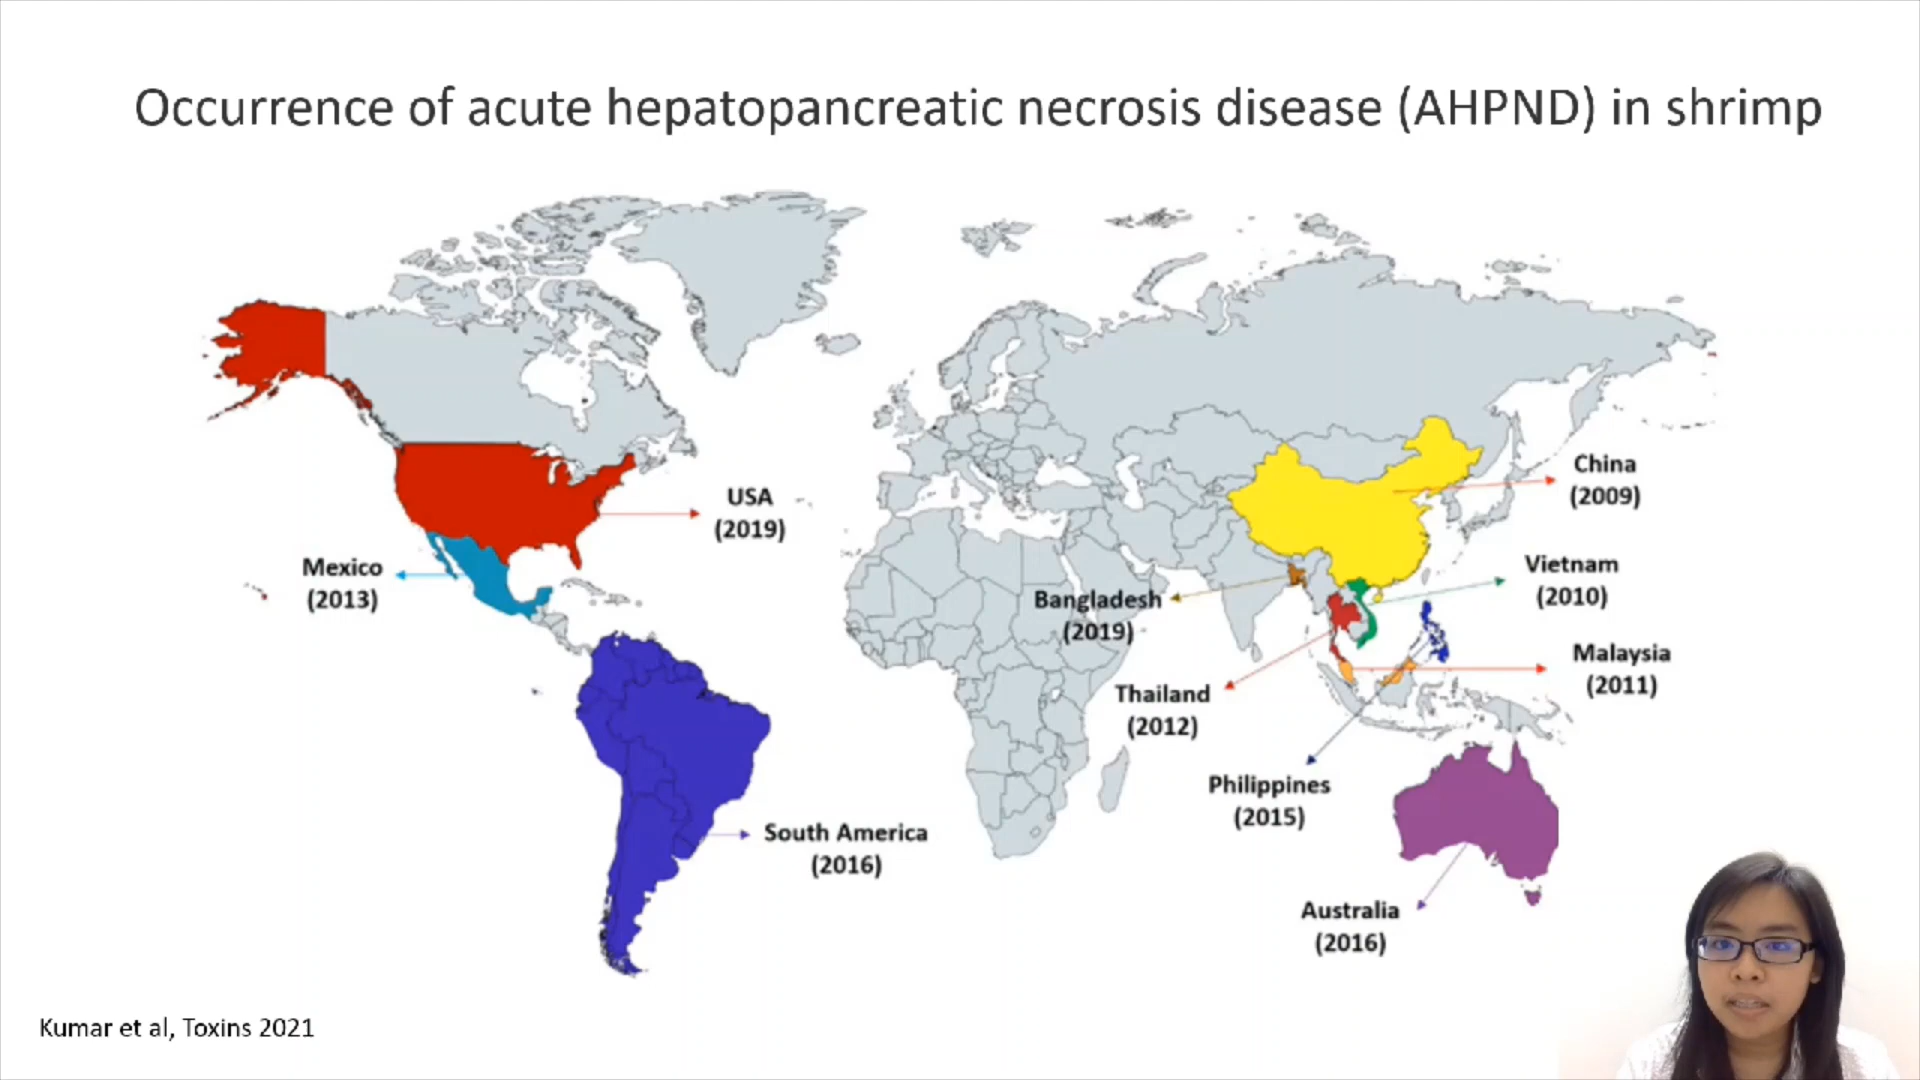 Occurrence of acute hepatopancreatic necrosis disease (AHPND) in shrimp
China
(2009)
USA
(2019)
Mexico
(2013)
Vietnam
(2010)
Bangladesh
(2019)
Malaysia
(2011)
Thailand
(2012)
Philippines
(2015)
South America
(2016)
Australia
(2016)
Kumar et al, Toxins 2021